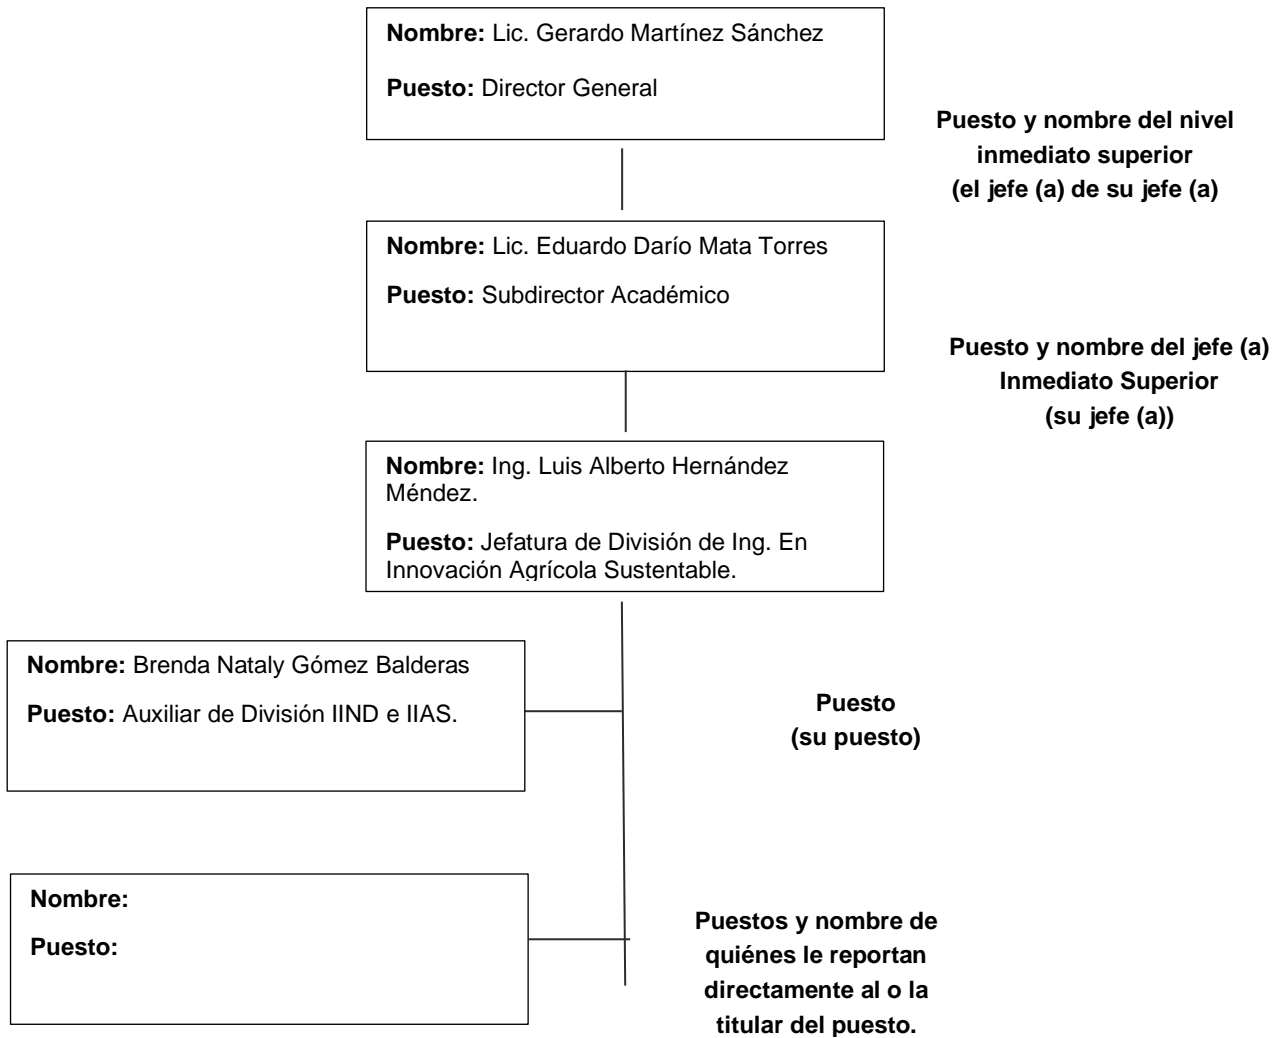 Nombre: Lic. Gerardo Martínez Sánchez
Puesto: Director General
Puesto y nombre del nivel
inmediato superior
(el jefe (a) de su jefe (a)
Nombre: Lic. Eduardo Darío Mata Torres
Puesto: Subdirector Académico
Puesto y nombre del jefe (a)
Inmediato Superior
(su jefe (a))
Nombre: Ing. Luis Alberto Hernández
Méndez.
Puesto: Jefatura de División de Ing. En
Innovación Agrícola Sustentable.
Nombre: Brenda Nataly Gómez Balderas
Puesto: Auxiliar de División IIND e IIAS.
Puesto
(su puesto)
Nombre:
Puesto:
Puestos y nombre de
quiénes le reportan
directamente al o la
titular del puesto.